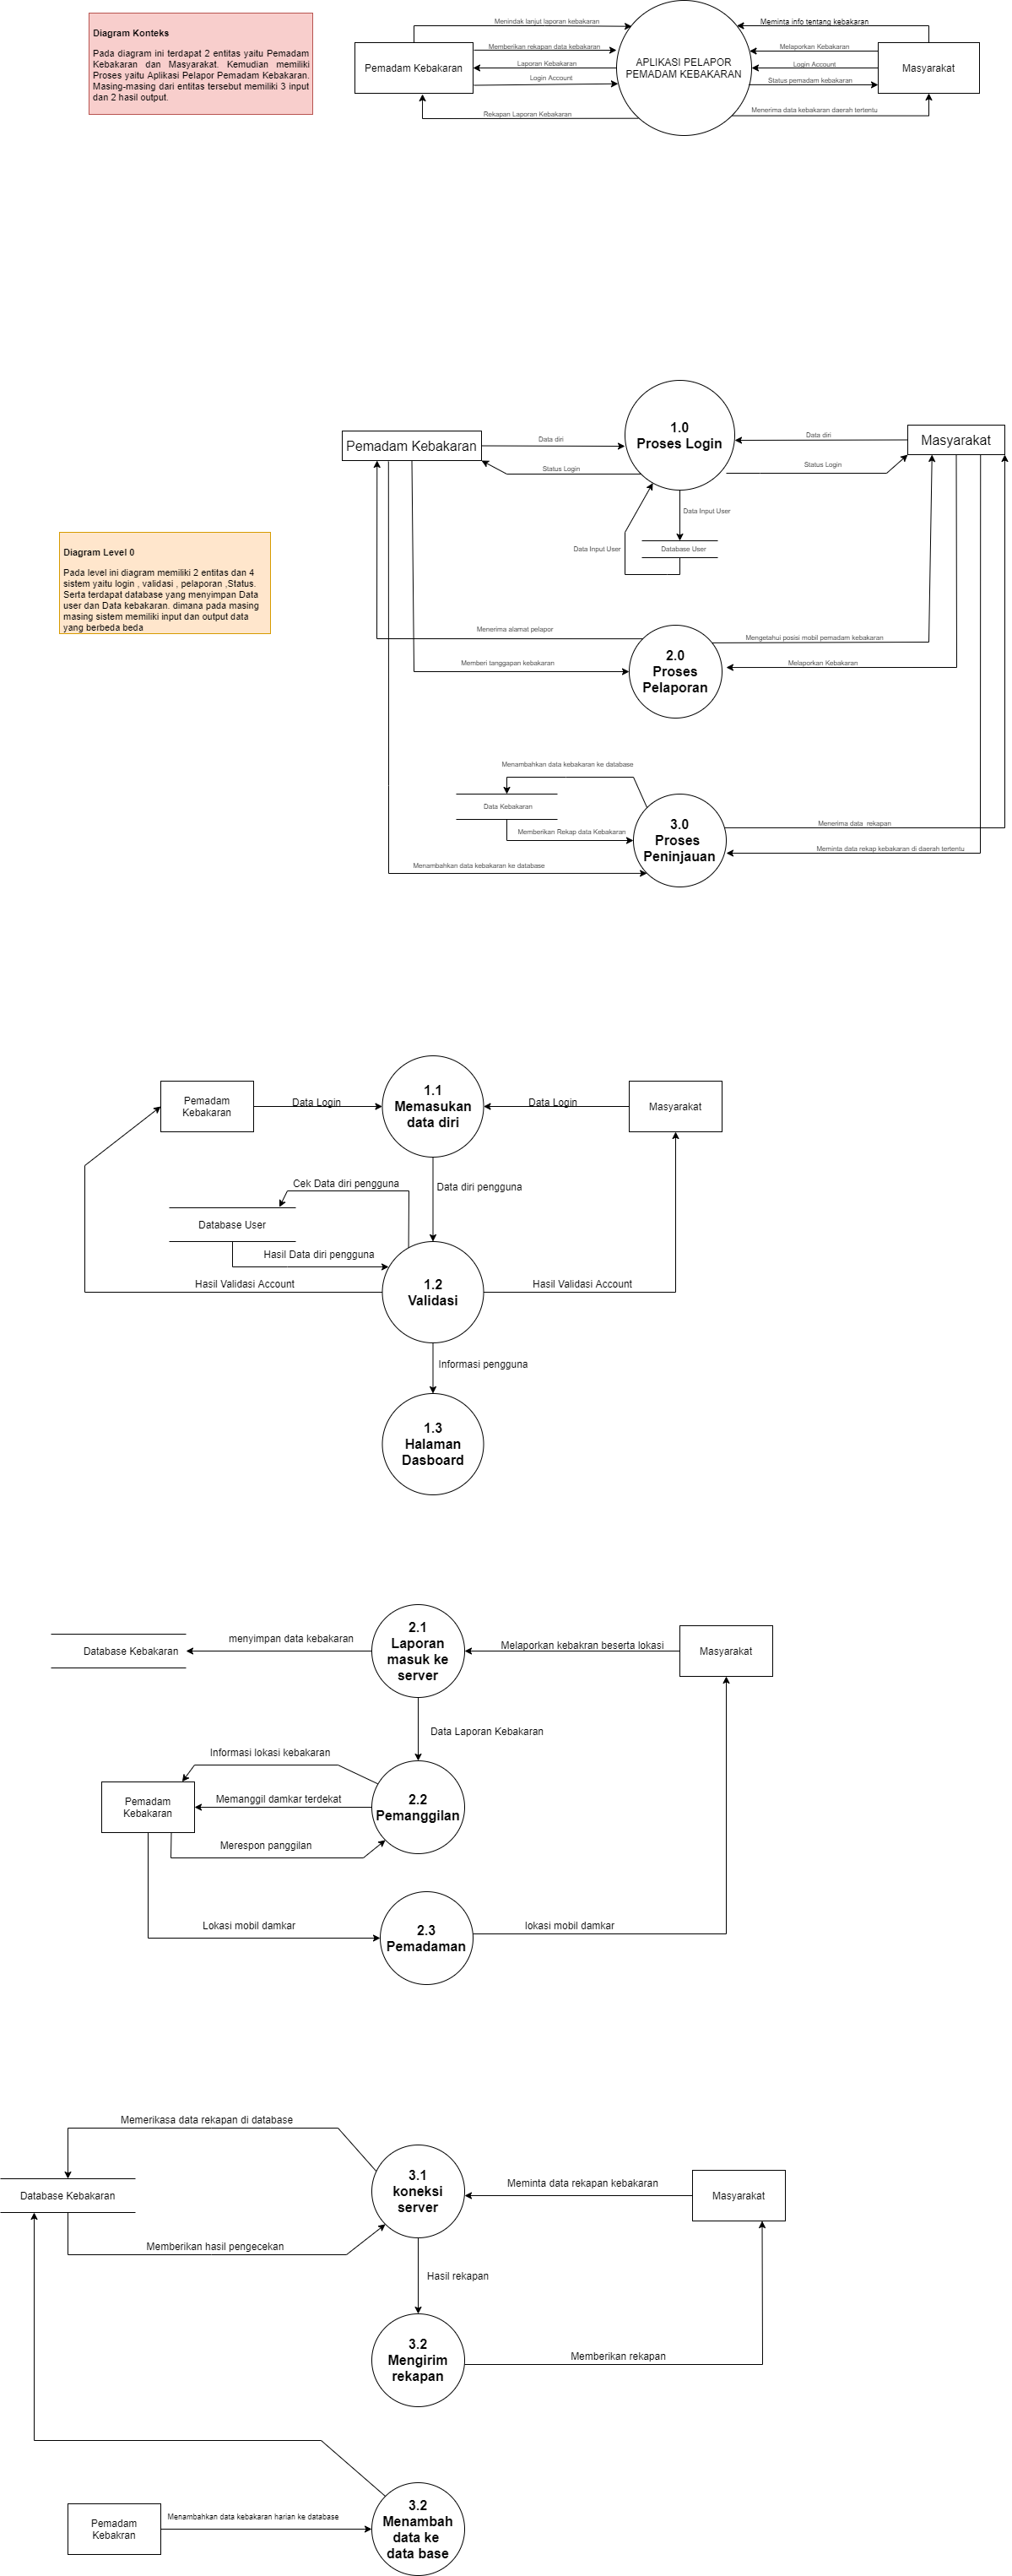 Diagram Konteks
Pada diagram ini terdapat 2 entitas yaitu Pemadam
Kebakaran dan Masyarakat. Kemudian memiliki
Proses yaitu Aplikasi Pelapor Pemadam Kebakaran.
Masing-masing dari entitas tersebut memiliki 3 input
dan 2 hasil output.
Menindak lanjut laporan kebakaran
Memberikan rekapan data kebakaran
Laporan Kebakaran
Login Account
Rekapan Laporan Kebakaran
Pemadam Kebakaran
APLIKASI PELAPOR
PEMADAM KEBAKARAN
Meminta info tentang kebakaran
Melaporkan Kebakaran
Login Account
Status pemadam kebakaran
Menerima data kebakaran daerah tertentu
Masyarakat
Diagram Level 0
Pada level ini diagram memiliki 2 entitas dan 4
sistem yaitu login , validasi , pelaporan ,Status.
Serta terdapat database yang menyimpan Data
user dan Data kebakaran. dimana pada masing
masing sistem memiliki input dan output data
yang berbeda beda
Pemadam Kebakaran
Data diri
Status Login
1.0
Proses Login
Data diri
Status Login
Masyarakat
Data Input User
Data Input User
Database User
Menerima alamat pelapor
Memberi tanggapan kebakaran
2.0
Proses
Pelaporan
Mengetahui posisi mobil pemadam kebakaran
Melaporkan Kebakaran
Menambahkan data kebakaran ke database
Data Kebakaran
Memberikan Rekap data Kebakaran
Menambahkan data kebakaran ke database
3.0
Proses
Peninjauan
Menerima data  rekapan
Meminta data rekap kebakaran di daerah tertentu
Pemadam
Kebakaran
Data Login
1.1
Memasukan
data diri
Data Login
Masyarakat
Cek Data diri pengguna
Data diri pengguna
Database User
Hasil Data diri pengguna
Hasil Validasi Account
1.2
Validasi
Hasil Validasi Account
Informasi pengguna
1.3
Halaman
Dasboard
Database Kebakaran
menyimpan data kebakaran
2.1
Laporan
masuk ke
server
Melaporkan kebakran beserta lokasi
Masyarakat
Data Laporan Kebakaran
Informasi lokasi kebakaran
Pemadam
Kebakaran
Memanggil damkar terdekat
Merespon panggilan
2.2
Pemanggilan
Lokasi mobil damkar
2.3
Pemadaman
lokasi mobil damkar
Memerikasa data rekapan di database
Database Kebakaran
Memberikan hasil pengecekan
3.1
koneksi
server
Meminta data rekapan kebakaran
Masyarakat
Hasil rekapan
3.2
Mengirim
rekapan
Memberikan rekapan
Pemadam
Kebakran
Menambahkan data kebakaran harian ke database
3.2
Menambah
data ke
data base